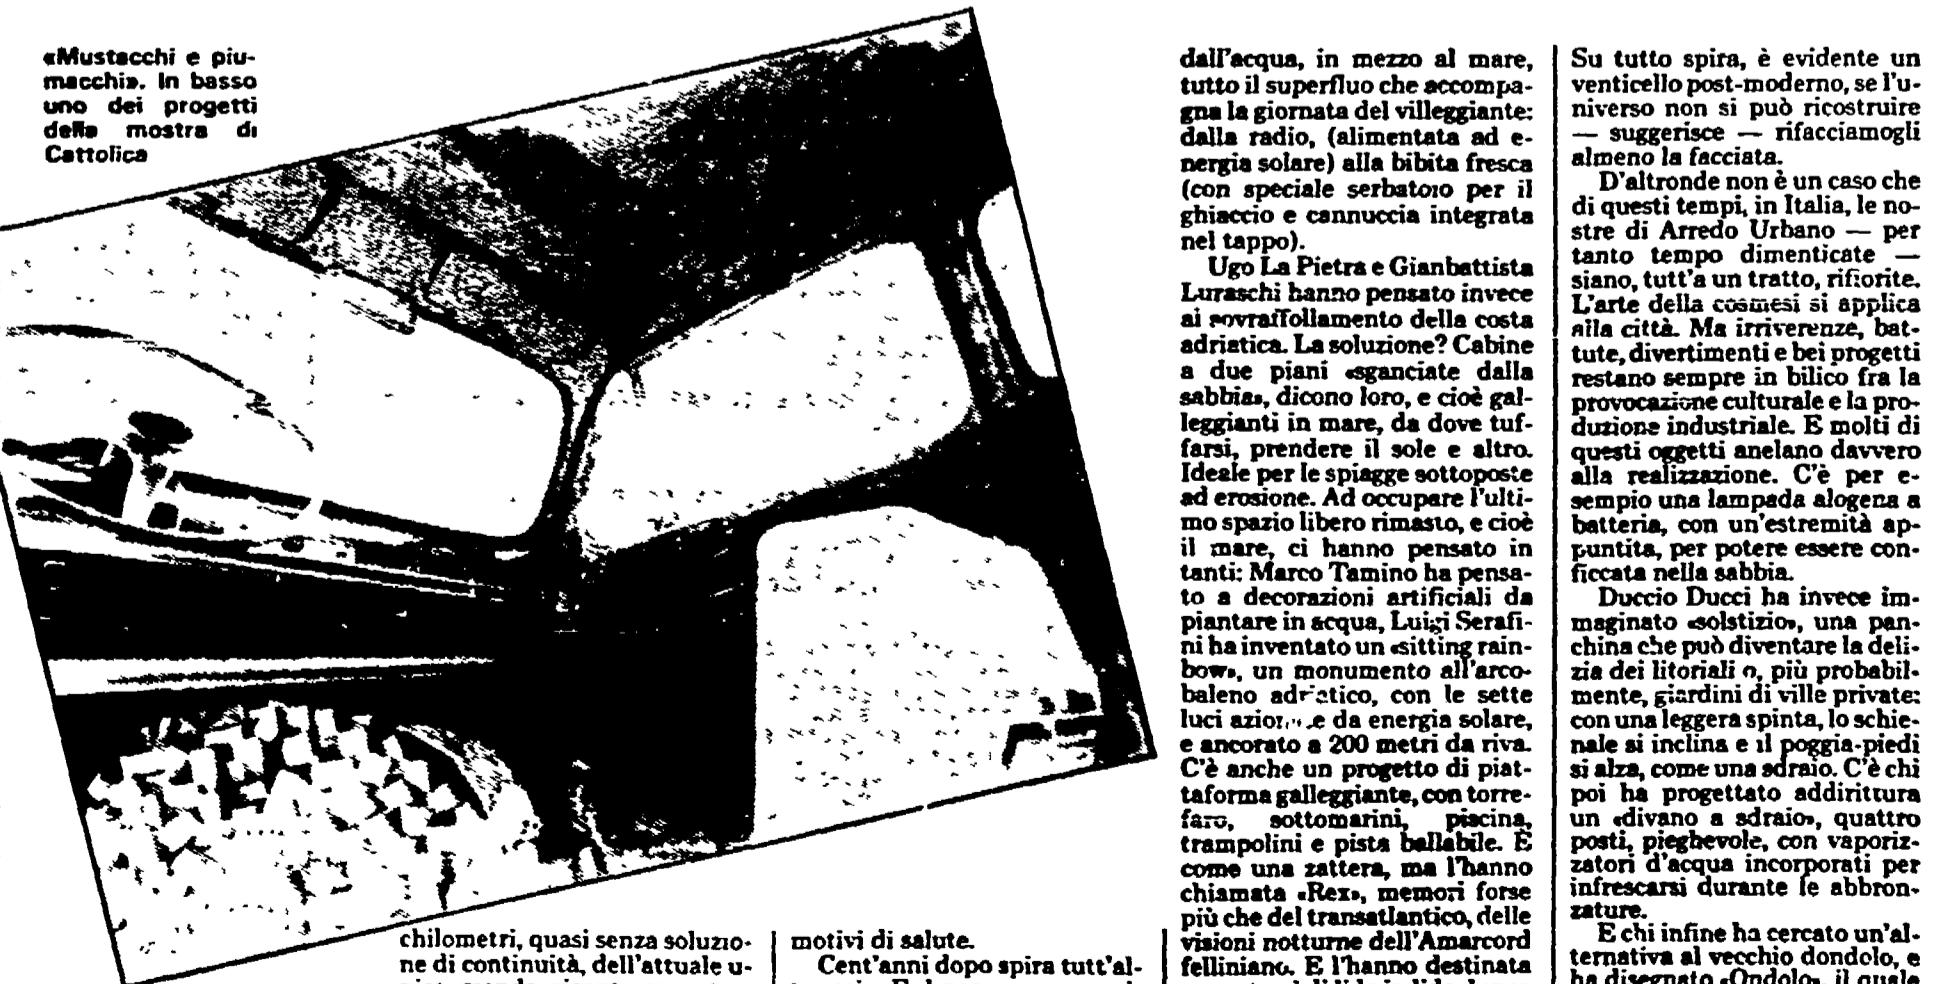 «Mustacchi e piu-
macchi». In basso
uno dei progetti
della mostra di
Cattolica
chilometri, quasi senza soluzio-
ne di continuità, dell'attuale u-
motivi di salute.
Cent'anni dopo spira tutt'al-
dall'acqua, in mezzo al mare,
tutto il superfluo che accompa-
gna la giornata del villeggiante:
dalla radio, (alimentata ad e-
nergia solare) alla bibita fresca
(con speciale serbatoio per il
ghiaccio e cannuccia integrata
nel tappo).
Ugo La Pietra e Gianbattista
Luraschi hanno pensato invece
ai sovraffollamento della costa
adriatica. La soluzione? Cabine
a due piani «sganciate dalla
sabbia», dicono loro, e cioè gal-
leggianti in mare, da dove tuf-
farsi, prendere il sole e altro.
Ideale per le spiagge sottoposte
ad erosione. Ad occupare l'ulti-
mo spazio libero rimasto, e cioè
il mare, ci hanno pensato in
tanti: Marco Tamino ha pensa-
to a decorazioni artificiali da
piantare in acqua, Luigi Serafi-
ni ha inventato un «sitting rain-
bow», un monumento all'arco-
baleno adriatico, con le sette
luci da energia solare,
e ancorato a 200 metri da riva.
C'è anche un progetto di piat-
taforma galleggiante, con torre-
faro, sottomarini, piscina,
trampolini e pista ballabile. È
come una zattera, ma l'hanno
chiamata «Rex», memori forse
più che del transatlantico, delle
visioni notturne dell'Amarcord
felliniano. E l'hanno destinata
Su tutto spira, è evidente un
venticello post-moderno, se l'u-
niverso non si può ricostruire
— suggerisce — rifacciamogli
almeno la facciata.
D'altronde non è un caso che
di questi tempi, in Italia, le no-
stre di Arredo Urbano — per
tanto tempo dimenticate —
siano, tutt'a un tratto, rifiorite.
L'arte della cosmesi si applica
alla città. Ma irriverenze, bat-
tute, divertimenti e bei progetti
restano sempre in bilico fra la
provocazione culturale e la pro-
duzione industriale. E molti di
questi oggetti anelano davvero
alla realizzazione. C'è per e-
sempio una lampada alogena a
batteria, con un'estremità ap-
puntita, per potere essere con-
ficcata nella sabbia.
Duccio Ducci ha invece im-
maginato «solstizio», una pan-
china che può diventare la deli-
zia dei litoriali o, più probabil-
mente, giardini di ville private:
con una leggera spinta, lo schie-
nale si inclina e il poggia-piedi
si alza, come una sdraio. C'è chi
poi ha progettato addirittura
un «divano a sdraio», quattro
posti, pieghevole, con vaporiz-
zatori d'acqua incorporati per
infrescarsi durante le abbron-
zature.
E chi infine ha cercato un'al-
ternativa al vecchio dondolo, e
ha disegnato «Ondolo», il quale